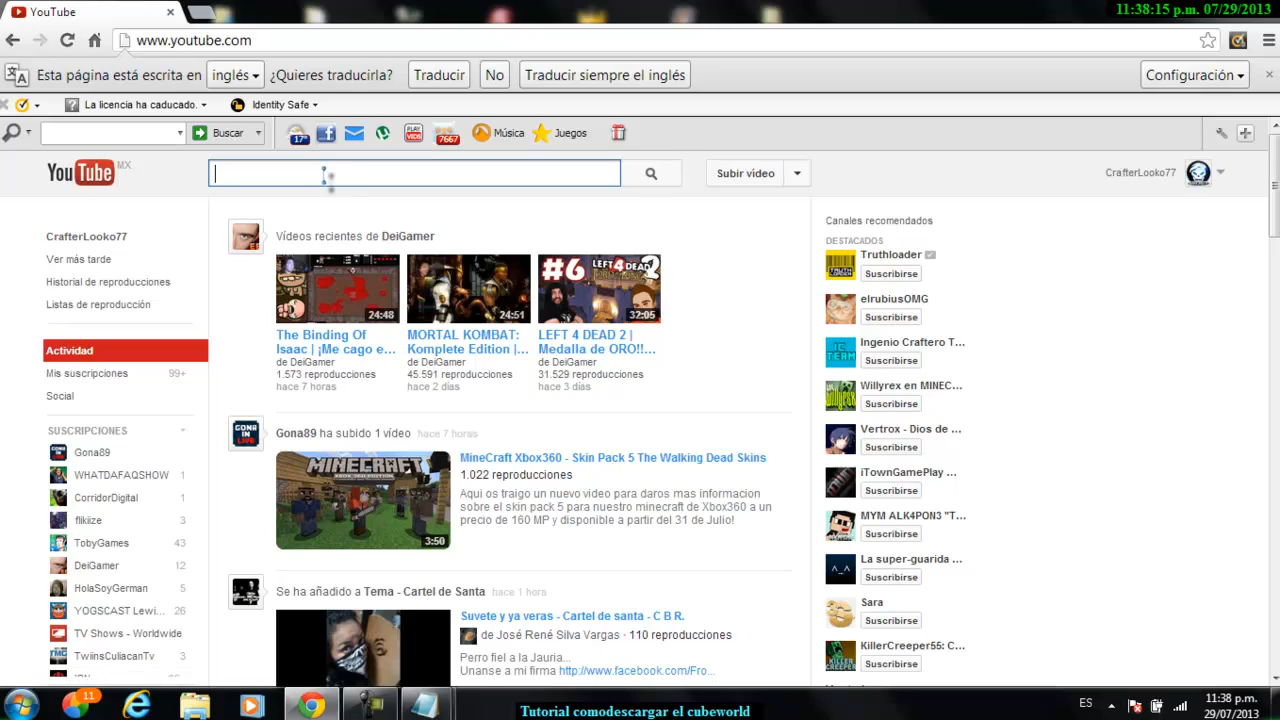 11:38:15 p.m. 07/29/2013
YouTube
www.youtube.com
Esta página está escrita en inglés ¿Quieres traducirla? Traducir No Traducir siempre el inglés Configuración
La licencia ha caducado. Identity Safe
Buscar 17° PLAY VIDS 7667 Música Juegos
YouTube MX Subir vídeo CrafterLooko77
CrafterLooko77
Ver más tarde
Historial de reproducciones
Listas de reproducción
Actividad
Mis suscripciones 99+
Social
SUSCRIPCIONES
Gona89
WHATDAFAQSHOW 1
CorridorDigital 1
flikiize 3
TobyGames 43
DeiGamer 12
HolaSoyGerman 5
YOGSCAST Lewi... 26
TV Shows - Worldwide
TwiinsCuliacanTv 3
Vídeos recientes de DeiGamer
24:48
24:51
#6 LEFT 4 DEAD 2
32:05
The Binding Of
Isaac | ¡Me cago e...
de DeiGamer
1.573 reproducciones
hace 7 horas
MORTAL KOMBAT:
Komplete Edition |...
de DeiGamer
45.591 reproducciones
hace 2 días
LEFT 4 DEAD 2 |
Medalla de ORO!!...
de DeiGamer
31.529 reproducciones
hace 3 días
GONA IN LIVE
Gona89 ha subido 1 vídeo hace 7 horas
MINECRAFT
XBOX 360 EDITION
3:50
MineCraft Xbox360 - Skin Pack 5 The Walking Dead Skins
1.022 reproducciones
Aqui os traigo un nuevo video para daros mas informacion
sobre el skin pack 5 para nuestro minecraft de Xbox360 a un
precio de 160 MP y disponible a partir del 31 de Julio!
Se ha añadido a Tema - Cartel de Santa hace 1 hora
Suvete y ya veras - Cartel de santa - C B R.
de José René Silva Vargas · 110 reproducciones
Perro fiel a la Jauria...
Unanse a mi firma http://www.facebook.com/Fro...
Canales recomendados
DESTACADOS
Truthloader
Suscribirse
elrubiusOMG
Suscribirse
Ingenio Craftero T...
Suscribirse
Willyrex en MINEC...
Suscribirse
Vertrox - Dios de ...
Suscribirse
iTownGamePlay ...
Suscribirse
MYM ALK4PON3 "T...
Suscribirse
La super-guarida ...
Suscribirse
Sara
Suscribirse
KillerCreeper55: C...
Suscribirse
11
Tutorial comodescargar el cubeworld
ES
11:38 p.m.
29/07/2013